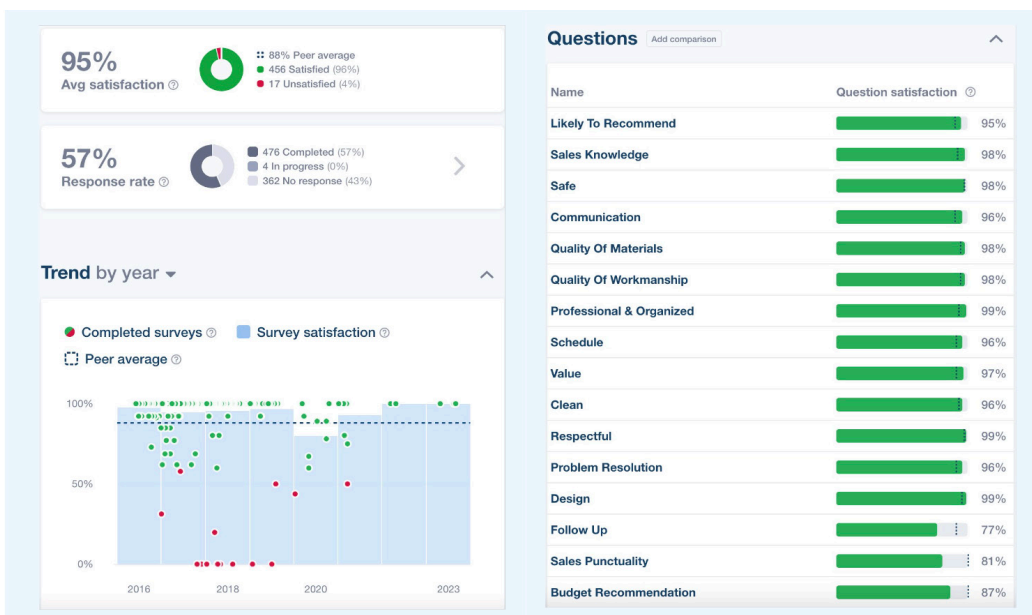 95%
Avg satisfaction
88% Peer average
456 Satisfied (96%)
17 Unsatisfied (4%)
57%
Response rate
476 Completed (57%)
4 In progress (0%)
362 No response (43%)
Trend by year
Completed surveys
Survey satisfaction
Peer average
100%
50%
0%
2016
2018
2020
2023
Questions
Add comparison
Name
Question satisfaction
Likely To Recommend
95%
Sales Knowledge
98%
Safe
98%
Communication
96%
Quality Of Materials
98%
Quality Of Workmanship
98%
Professional & Organized
99%
Schedule
96%
Value
97%
Clean
96%
Respectful
99%
Problem Resolution
96%
Design
99%
Follow Up
77%
Sales Punctuality
81%
Budget Recommendation
87%